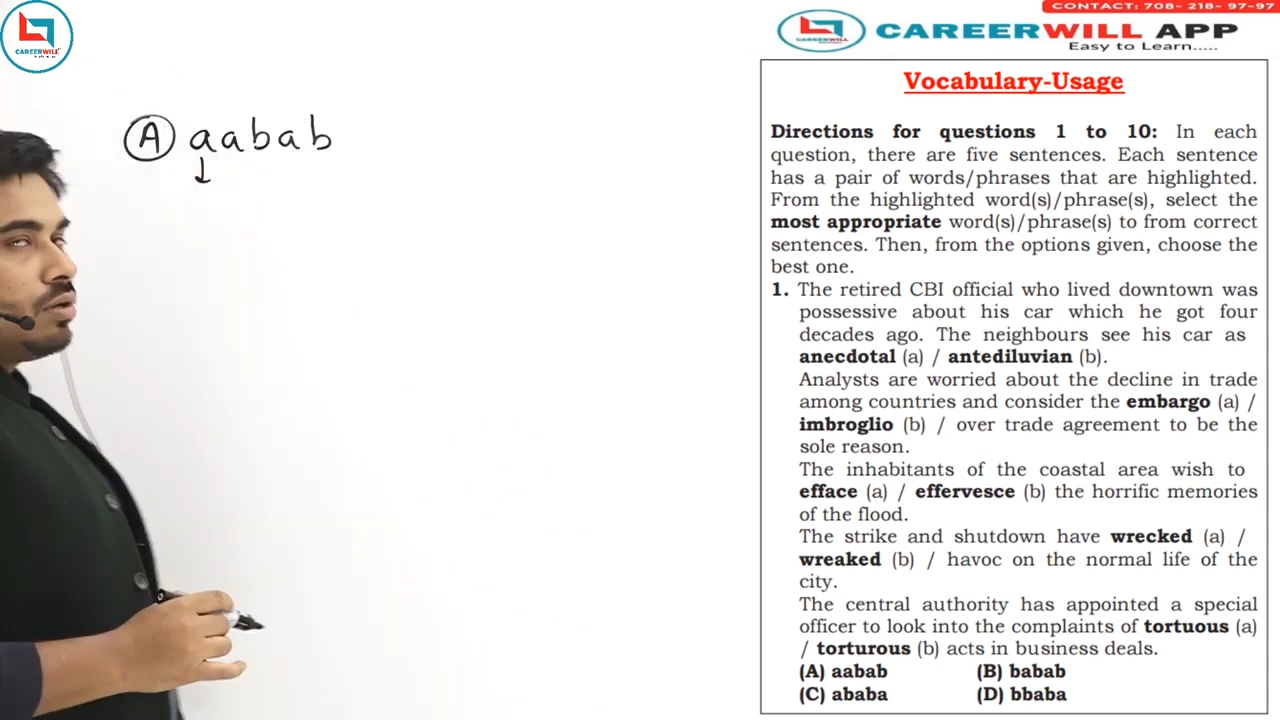 CONTACT: 708- 218- 97-97
CAREERWILL
CAREERWILL
CAREERWILL APP
Easy to Learn.....
Vocabulary-Usage
A aabab
Directions for questions 1 to 10: In each
question, there are five sentences. Each sentence
has a pair of words/phrases that are highlighted.
From the highlighted word(s)/phrase(s), select the
most appropriate word(s)/phrase(s) to from correct
sentences. Then, from the options given, choose the
best one.
1. The retired CBI official who lived downtown was
possessive about his car which he got four
decades ago. The neighbours see his car as
anecdotal (a) / antediluvian (b).
Analysts are worried about the decline in trade
among countries and consider the embargo (a) /
imbroglio (b) / over trade agreement to be the
sole reason.
The inhabitants of the coastal area wish to
efface (a) / effervesce (b) the horrific memories
of the flood.
The strike and shutdown have wrecked (a) /
wreaked (b) / havoc on the normal life of the
city.
The central authority has appointed a special
officer to look into the complaints of tortuous (a)
/ torturous (b) acts in business deals.
(A) aabab (B) babab
(C) ababa (D) bbaba